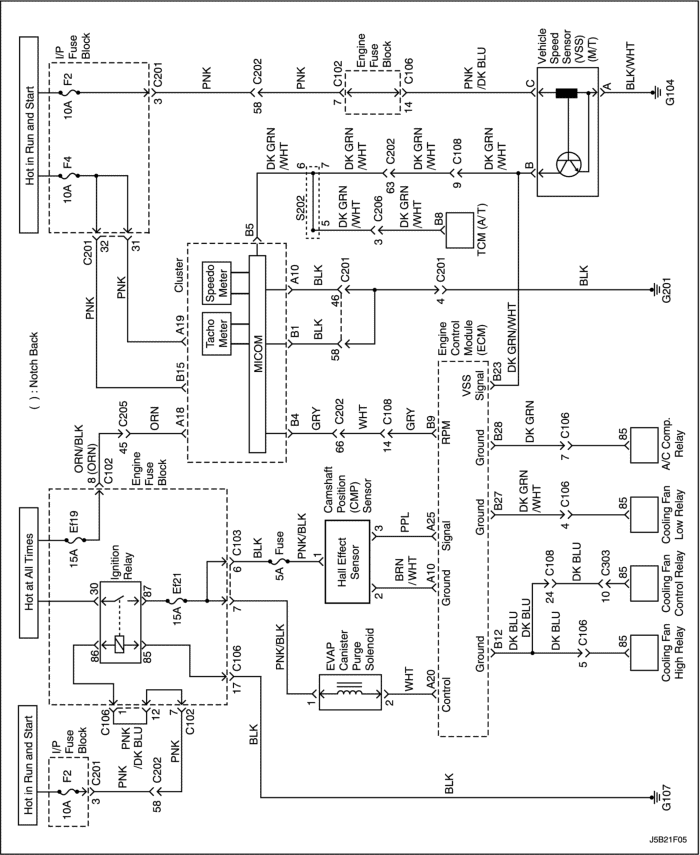 Hot in Run and Start
I/P
Fuse
Block
F2
10A
C201
3
PNK
C202
58
PNK
7
C102
PNK
/DK BLU
C106
1
12
Hot at All Times
Ef19
15A
Ignition
Relay
30
87
86
85
Ef21
15A
ORN/BLK
8 (ORN)
C102
Engine
Fuse
Block
C205
45
ORN
A18
7
6
C103
17
C106
BLK
BLK
G107
BLK
Fuse
5A
PNK/BLK
PNK/BLK
EVAP
Canister
Purge
Solenoid
1
2
WHT
A20
Control
Camshaft
Position
(CMP)
Sensor
Hall Effect
Sensor
1
2
3
BRN
/WHT
A10
Ground
PPL
A25
Signal
( ) : Notch Back
Hot in Run and Start
I/P
Fuse
Block
F4
10A
F2
10A
C201
32
31
PNK
PNK
B15
A19
Cluster
Tacho
Meter
Speedo
Meter
MICOM
B4
GRY
C202
66
WHT
C108
14
GRY
B9
RPM
B1
BLK
58
A10
BLK
C201
46
C201
4
BLK
G201
B5
DK GRN
/WHT
S202
6
7
5
DK GRN
/WHT
C206
3
DK GRN
/WHT
B8
TCM (A/T)
DK GRN
/WHT
C202
63
DK GRN
/WHT
C108
9
DK GRN
/WHT
B
DK GRN/WHT
C201
3
PNK
C202
58
PNK
Engine
Fuse
Block
C102
7
C106
14
PNK
/DK BLU
C
Vehicle
Speed
Sensor
(VSS)
(M/T)
A
BLK/WHT
G104
Engine
Control
Module
(ECM)
VSS
Signal
B23
Ground
B12
DK BLU
DK BLU
DK BLU
C106
5
85
Cooling Fan
High Relay
C108
24
DK BLU
C303
10
85
Cooling Fan
Control Relay
Ground
B27
DK GRN
/WHT
C106
4
85
Cooling Fan
Low Relay
Ground
B28
DK GRN
C106
7
85
A/C Comp.
Relay
J5B21F05